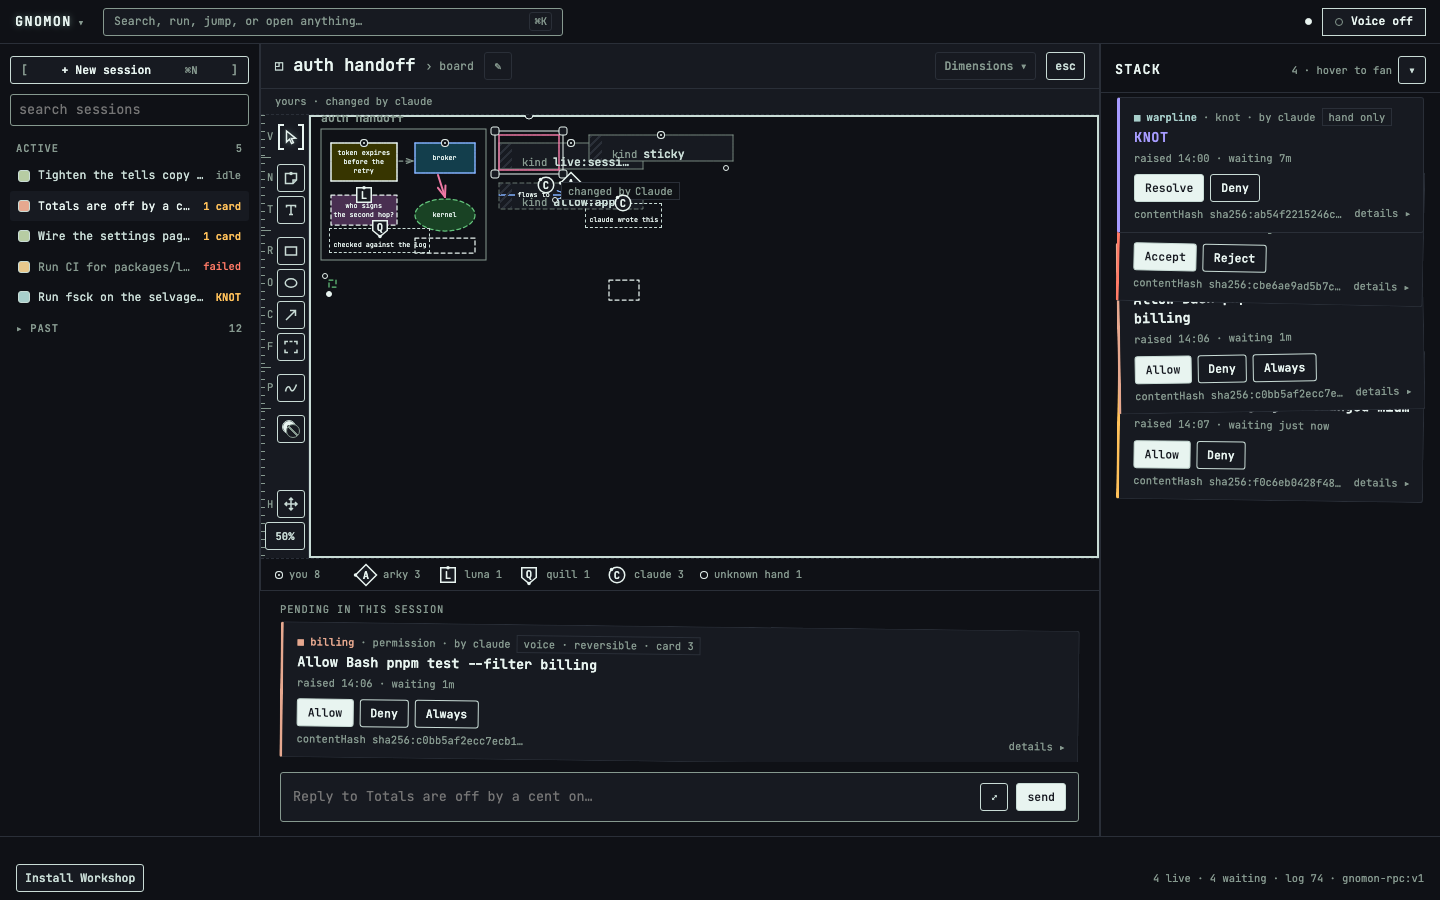 GNOMON ▾
Search, run, jump, or open anything… ⌘K
○ Voice off
[ + New session ⌘N ]
search sessions
ACTIVE 5
Tighten the tells copy … idle
Totals are off by a c… 1 card
Wire the settings pag… 1 card
Run CI for packages/l… failed
Run fsck on the selvage… KNOT
▸ PAST 12
auth handoff › board ✎
Dimensions ▾ esc
yours · changed by claude
V
N
T
R
O
C
F
P
H
50%
auth handoff
token expires
before the
retry
broker
L
who signs
the second hop?
kernel
Q
checked against the log
kind live:sessi…
kind sticky
C
changed by Claude
flows to
kind allow:app
C
claude wrote this
you 8
A arky 3
L luna 1
Q quill 1
C claude 3
unknown hand 1
PENDING IN THIS SESSION
■ billing · permission · by claude voice · reversible · card 3
Allow Bash pnpm test --filter billing
raised 14:06 · waiting 1m
Allow Deny Always
contentHash sha256:c0bb5af2ecc7ecb1…
details ▸
Reply to Totals are off by a cent on…
↗ send
STACK 4 · hover to fan ▾
■ warpline · knot · by claude hand only
KNOT
raised 14:00 · waiting 7m
Resolve Deny
contentHash sha256:ab54f2215246c… details ▸
Accept Reject
contentHash sha256:cbe6ae9ad5b7c… details ▸
billing
raised 14:06 · waiting 1m
Allow Deny Always
contentHash sha256:c0bb5af2ecc7e… details ▸
raised 14:07 · waiting just now
Allow Deny
contentHash sha256:f0c6eb0428f48… details ▸
Install Workshop
4 live · 4 waiting · log 74 · gnomon-rpc:v1